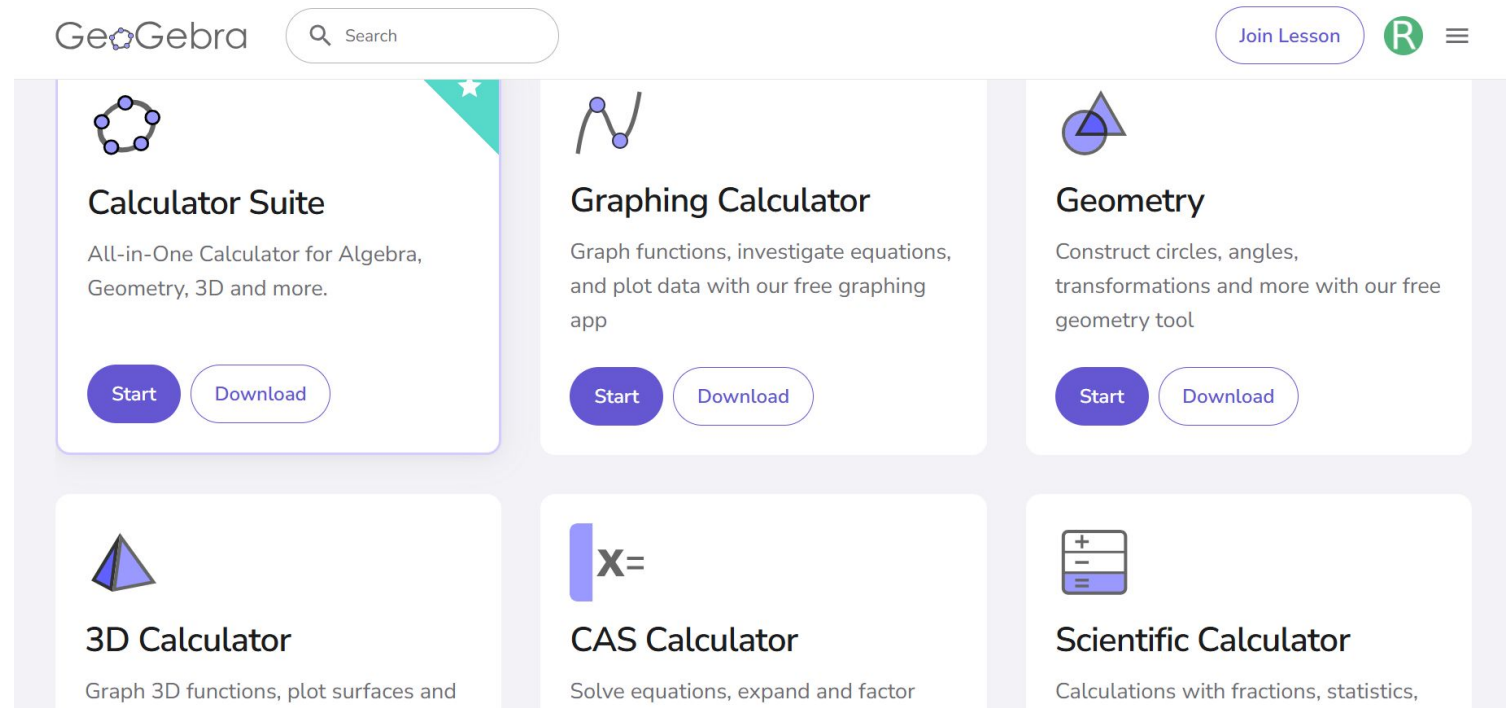 GeoGebra
Search
Join Lesson
R
Calculator Suite
All-in-One Calculator for Algebra,
Geometry, 3D and more.
Start
Download
Graphing Calculator
Graph functions, investigate equations,
and plot data with our free graphing
app
Start
Download
Geometry
Construct circles, angles,
transformations and more with our free
geometry tool
Start
Download
3D Calculator
Graph 3D functions, plot surfaces and
x=
CAS Calculator
Solve equations, expand and factor
+
−
=
Scientific Calculator
Calculations with fractions, statistics,